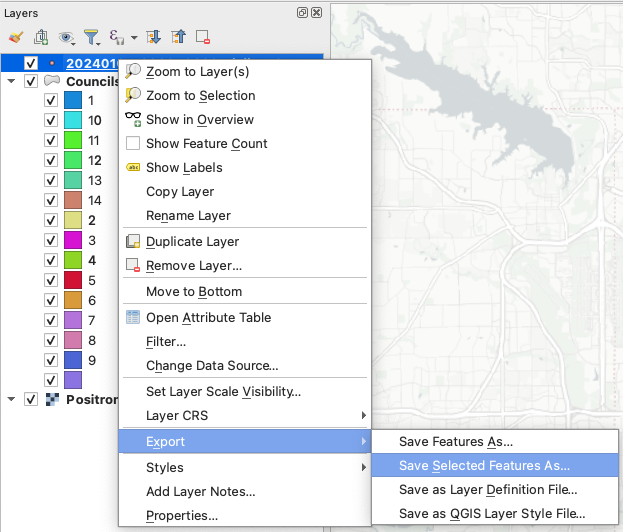 Layers
2024010
Zoom to Layer(s)
Councils
Zoom to Selection
1
Show in Overview
10
Show Feature Count
11
Show Labels
12
Copy Layer
13
Rename Layer
14
Duplicate Layer
2
Remove Layer...
3
Move to Bottom
4
Open Attribute Table
5
Filter...
6
Change Data Source...
7
Set Layer Scale Visibility...
8
Layer CRS
9
Export
Styles
Add Layer Notes...
Properties...
Positron
Save Features As...
Save Selected Features As...
Save as Layer Definition File...
Save as QGIS Layer Style File...
abc